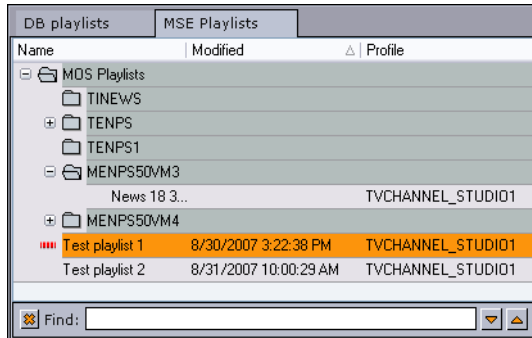 DB playlists MSE Playlists
Name Modified Profile
MOS Playlists
TINEWS
TENPS
TENPS1
MENPS50VM3
News 18 3... TVCHANNEL_STUDIO1
MENPS50VM4
Test playlist 1 8/30/2007 3:22:38 PM TVCHANNEL_STUDIO1
Test playlist 2 8/31/2007 10:00:29 AM TVCHANNEL_STUDIO1
Find: